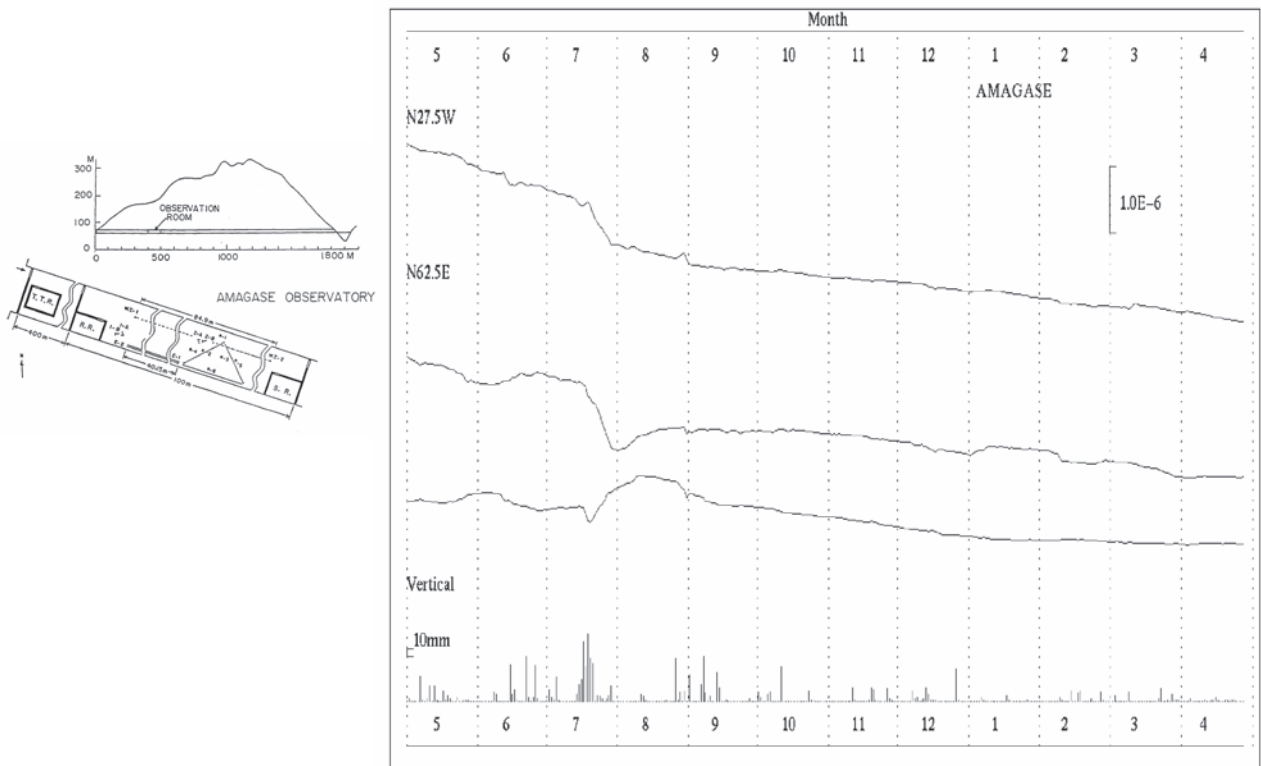 M
300
200
100
0
OBSERVATION
ROOM
0
500
1000
1800 M
AMAGASE OBSERVATORY
T. T. R.
R. R.
S. R.
400m
100m
Month
5 6 7 8 9 10 11 12 1 2 3 4
AMAGASE
N27.5W
1.0E-6
N62.5E
Vertical
10mm
5 6 7 8 9 10 11 12 1 2 3 4